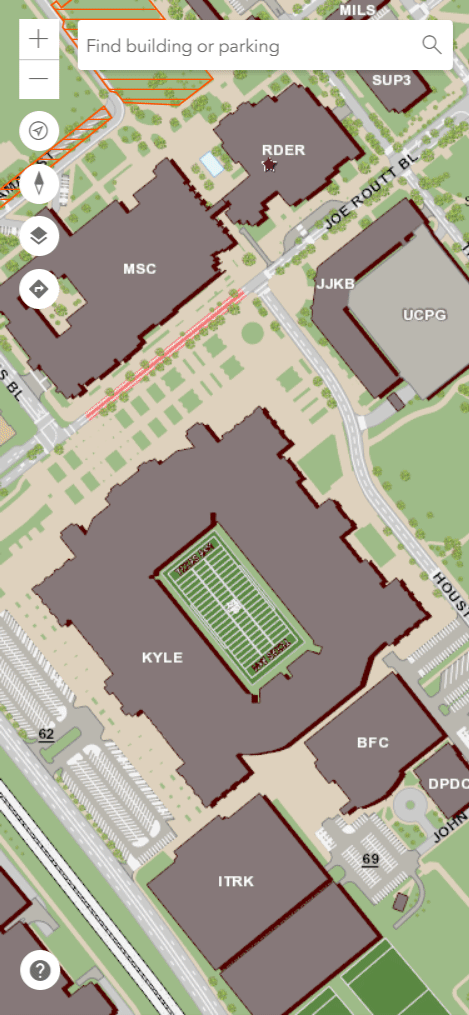 MILS
Find building or parking
SUP3
RDER
JOE ROUTT BL
MSC
JJKB
UCPG
S BL
HOUST
KYLE
62
BFC
DPDC
JOHN
69
ITRK